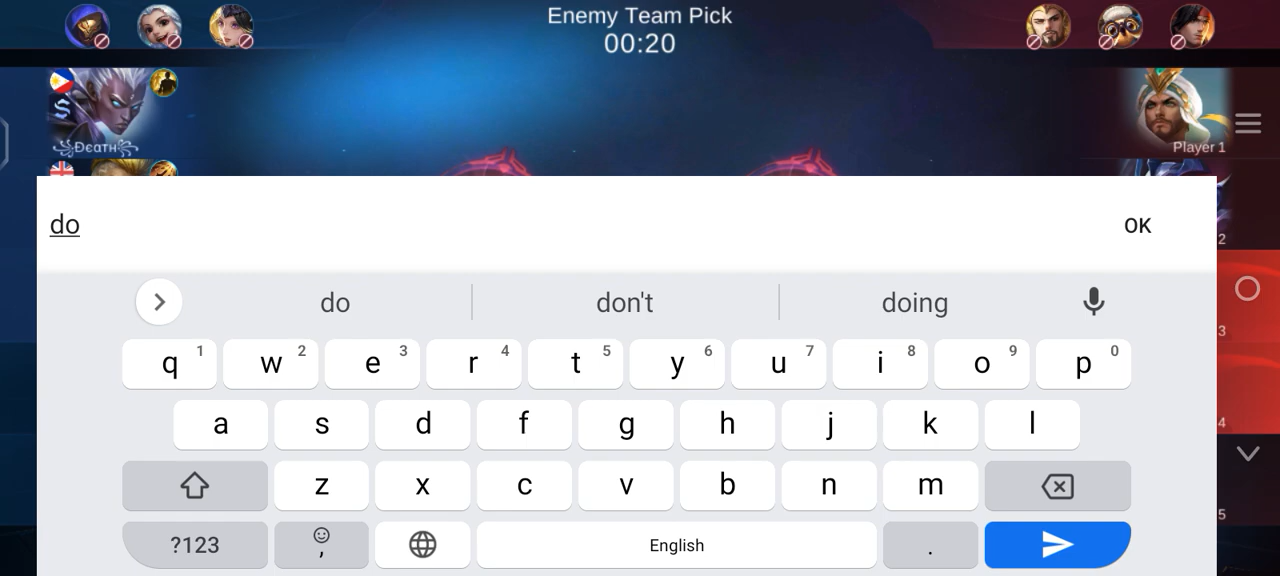 Enemy Team Pick
00:20
S
꧁Ðєαтн꧂
Player 1
2
3
4
5
do
OK
do don't doing
q 1 w 2 e 3 r 4 t 5 y 6 u 7 i 8 o 9 p 0
a s d f g h j k l
z x c v b n m
?123 , English .